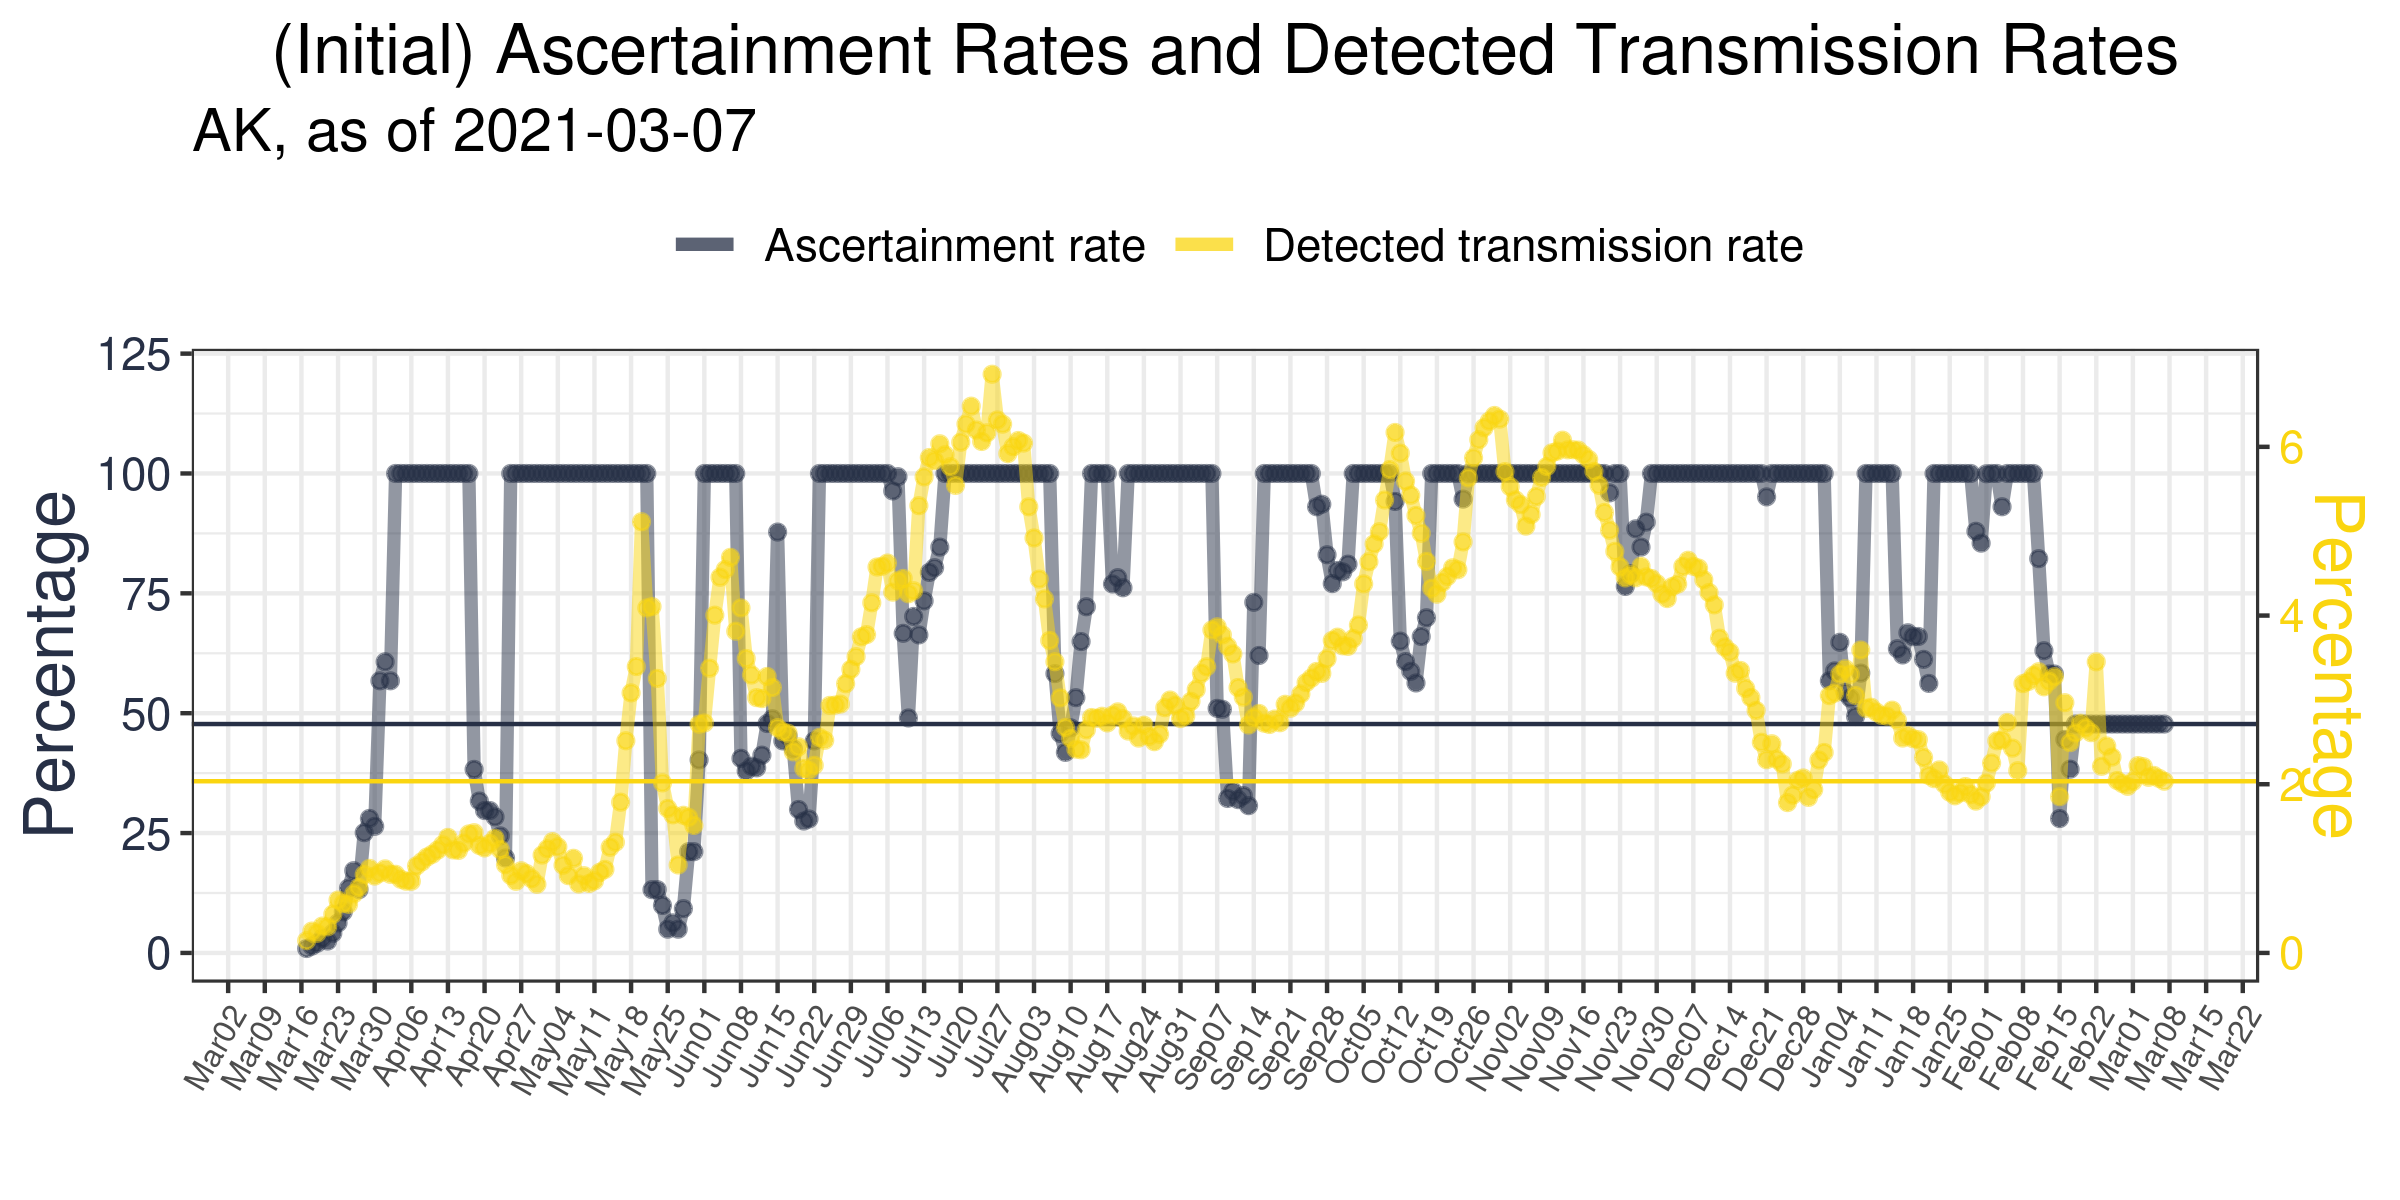 (Initial) Ascertainment Rates and Detected Transmission Rates
AK, as of 2021-03-07
Ascertainment rate
Detected transmission rate
Percentage
125
100
75
50
25
0
6
4
2
0
Percentage
Mar02
Mar09
Mar16
Mar23
Mar30
Apr06
Apr13
Apr20
Apr27
May04
May11
May18
May25
Jun01
Jun08
Jun15
Jun22
Jun29
Jul06
Jul13
Jul20
Jul27
Aug03
Aug10
Aug17
Aug24
Aug31
Sep07
Sep14
Sep21
Sep28
Oct05
Oct12
Oct19
Oct26
Nov02
Nov09
Nov16
Nov23
Nov30
Dec07
Dec14
Dec21
Dec28
Dec04
Jan11
Jan18
Jan25
Feb01
Feb08
Feb15
Feb22
Mar01
Mar08
Mar15
Mar22